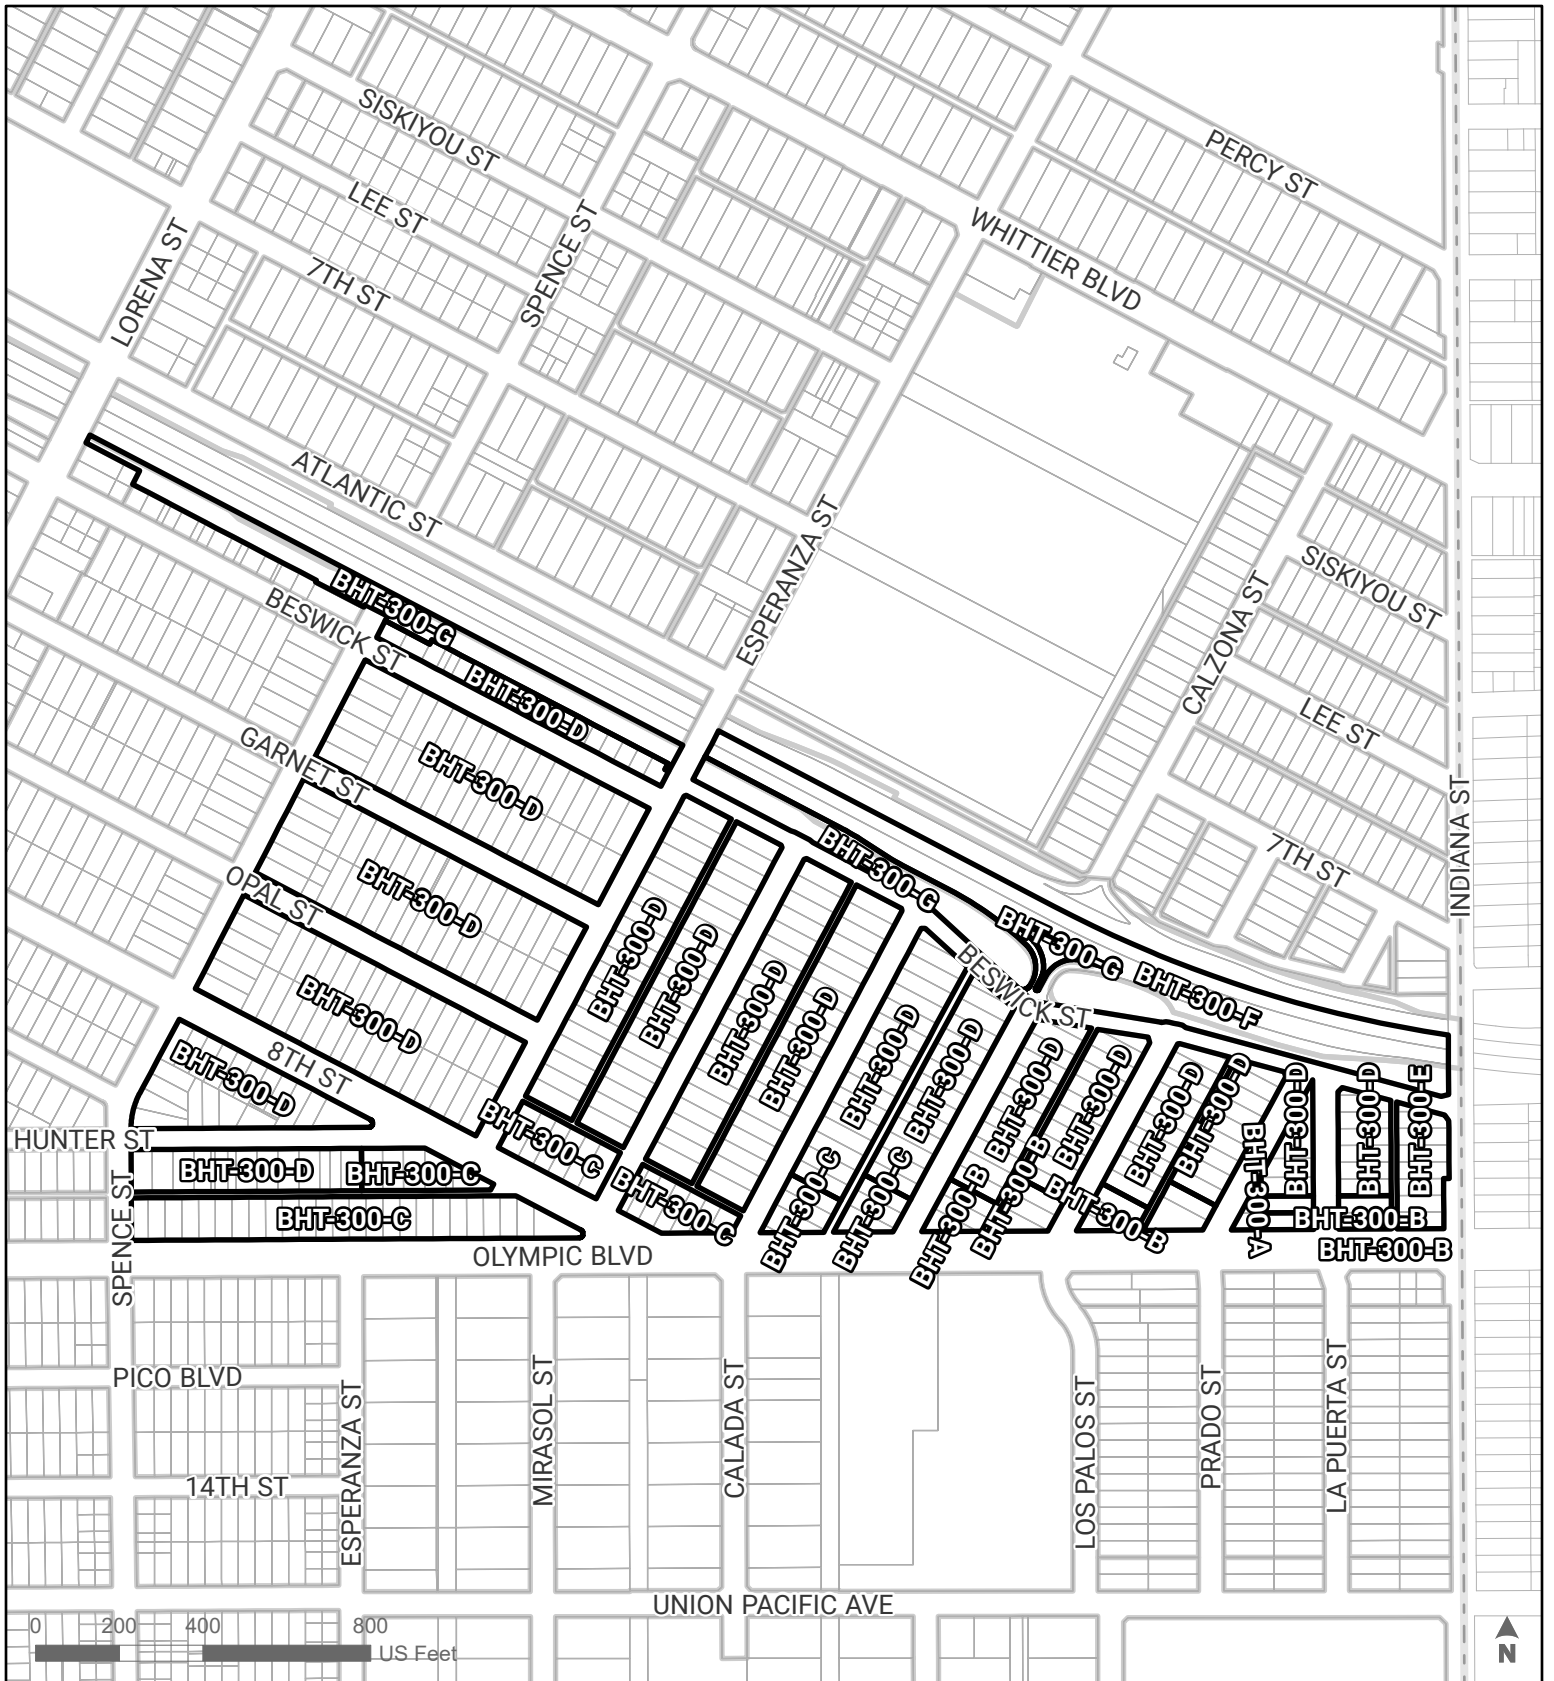 SISKIYOU ST
PERCY ST
LEE ST
WHITTIER BLVD
SPENCE ST
LORENA ST
7TH ST
ATLANTIC ST
ESPERANZA ST
SISKIYOU ST
CALZONA ST
BHT-300-G
BESWICK ST
BHT-300-D
LEE ST
GARNET ST
BHT-300-D
INDIANA ST
7TH ST
BHT-300-G
OPAL ST
BHT-300-D
BHT-300-D
BHT-300-D
BHT-300-G
BESWICK ST
BHT-300-F
BHT-300-D
BHT-300-D
BHT-300-D
BHT-300-D
BHT-300-D
BHT-300-D
8TH ST
BHT-300-D
BHT-300-D
BHT-300-D
BHT-300-D
BHT-300-D
BHT-300-D
BHT-300-D
BHT-300-E
HUNTER ST
BHT-300-C
BHT-300-D
BHT-300-C
BHT-300-C
BHT-300-C
BHT-300-C
BHT-300-C
BHT-300-B
BHT-300-B
BHT-300-B
BHT-300-A
BHT-300-B
BHT-300-B
SPENCE ST
OLYMPIC BLVD
PICO BLVD
ESPERANZA ST
MIRASOL ST
CALADA ST
LOS PALOS ST
PRADO ST
LA PUERTA ST
14TH ST
UNION PACIFIC AVE
0
200
400
800
US Feet
N